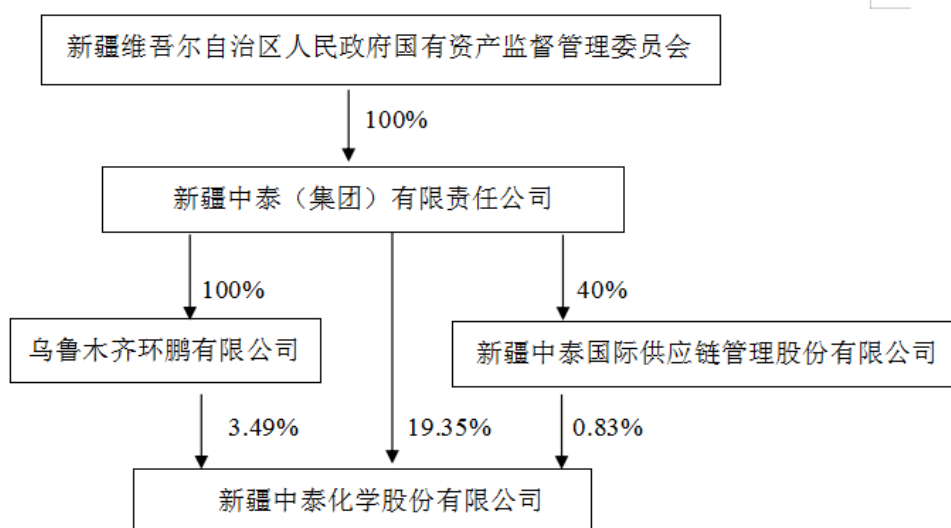 新疆维吾尔自治区人民政府国有资产监督管理委员会
100%
新疆中泰（集团）有限责任公司
100%
40%
乌鲁木齐环鹏有限公司
新疆中泰国际供应链管理股份有限公司
3.49%
19.35%
0.83%
新疆中泰化学股份有限公司